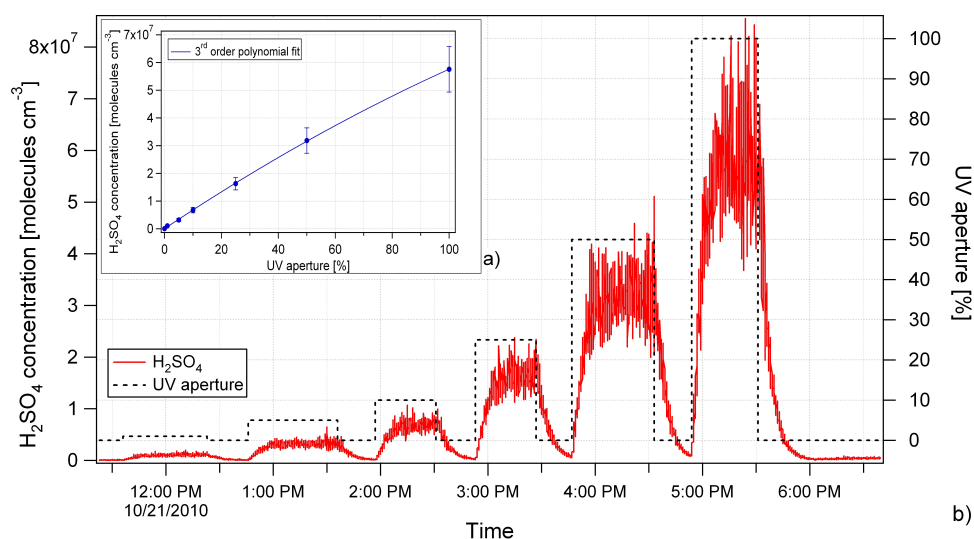 H₂SO₄ concentration [molecules cm⁻³]
8x10⁷
7
6
5
4
3
2
1
0
H₂SO₄ concentration [molecules cm⁻³]
7x10⁷
6
5
4
3
2
1
0
3ʳᵈ order polynomial fit
0
20
40
60
80
100
UV aperture [%]
a)
H₂SO₄
UV aperture
100
90
80
70
60
50
40
30
20
10
0
UV aperture [%]
12:00 PM
10/21/2010
1:00 PM
2:00 PM
3:00 PM
4:00 PM
5:00 PM
6:00 PM
Time
b)